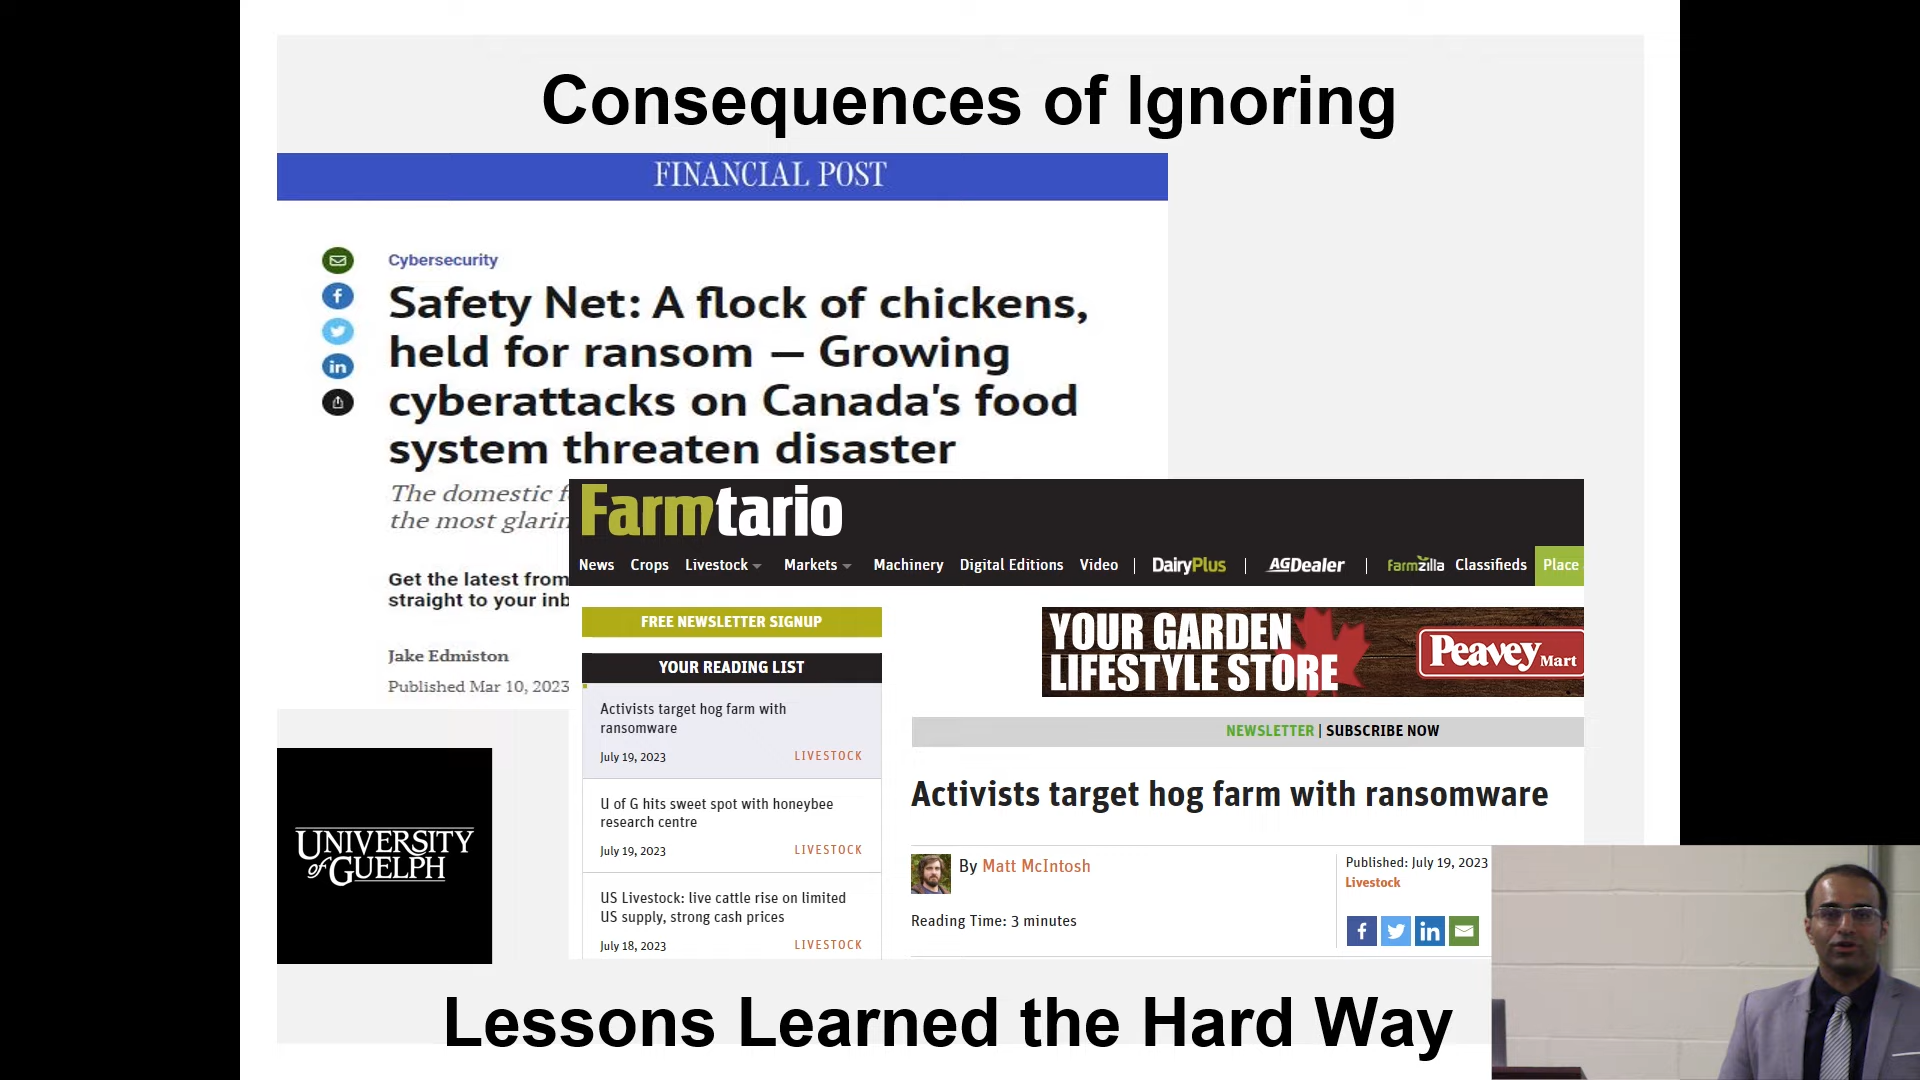 Consequences of Ignoring
FINANCIAL POST
Cybersecurity
Safety Net: A flock of chickens,
held for ransom — Growing
cyberattacks on Canada's food
system threaten disaster
The domestic f
the most glarin
Get the latest from
straight to your inb
Jake Edmiston
Published Mar 10, 2023
Farmtario
News Crops Livestock Markets Machinery Digital Editions Video | DairyPlus | AGDealer | Farmzilla Classifieds Place
FREE NEWSLETTER SIGNUP
YOUR READING LIST
Activists target hog farm with
ransomware
July 19, 2023 LIVESTOCK
U of G hits sweet spot with honeybee
research centre
July 19, 2023 LIVESTOCK
US Livestock: live cattle rise on limited
US supply, strong cash prices
July 18, 2023 LIVESTOCK
YOUR GARDEN
LIFESTYLE STORE
Peavey Mart
NEWSLETTER | SUBSCRIBE NOW
Activists target hog farm with ransomware
By Matt McIntosh
Reading Time: 3 minutes
Published: July 19, 2023
Livestock
UNIVERSITY
of GUELPH
Lessons Learned the Hard Way